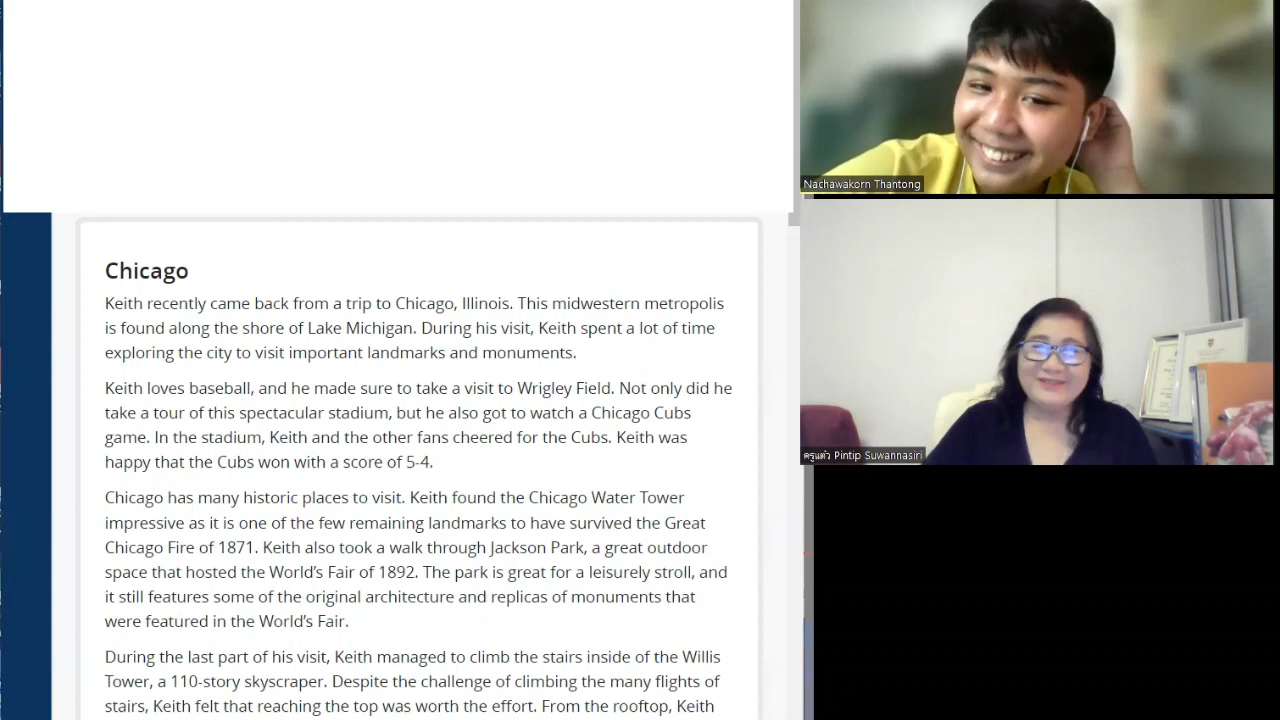 Chicago
Keith recently came back from a trip to Chicago, Illinois. This midwestern metropolis
is found along the shore of Lake Michigan. During his visit, Keith spent a lot of time
exploring the city to visit important landmarks and monuments.
Keith loves baseball, and he made sure to take a visit to Wrigley Field. Not only did he
take a tour of this spectacular stadium, but he also got to watch a Chicago Cubs
game. In the stadium, Keith and the other fans cheered for the Cubs. Keith was
happy that the Cubs won with a score of 5-4.
Chicago has many historic places to visit. Keith found the Chicago Water Tower
impressive as it is one of the few remaining landmarks to have survived the Great
Chicago Fire of 1871. Keith also took a walk through Jackson Park, a great outdoor
space that hosted the World’s Fair of 1892. The park is great for a leisurely stroll, and
it still features some of the original architecture and replicas of monuments that
were featured in the World’s Fair.
During the last part of his visit, Keith managed to climb the stairs inside of the Willis
Tower, a 110-story skyscraper. Despite the challenge of climbing the many flights of
stairs, Keith felt that reaching the top was worth the effort. From the rooftop, Keith
Nachawakorn Thantong
ครูแต๋ว Pintip Suwannasiri